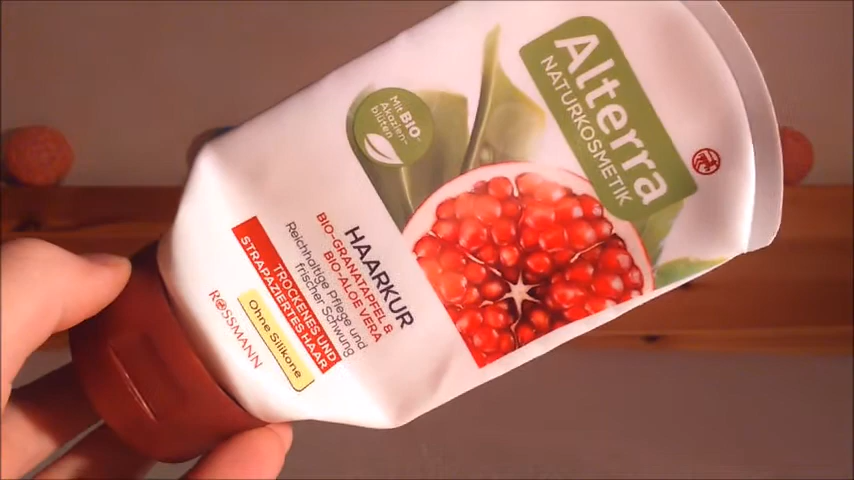 Alterra
NATURKOSMETIK
Mit BIO-
Akazien-
blüten
HAARKUR
BIO-GRANATAPFEL &
BIO-ALOE VERA
Reichhaltige Pflege und
frischer Schwung
TROCKENES UND
STRAPAZIERTES HAAR
Ohne Silikone
ROSSMANN